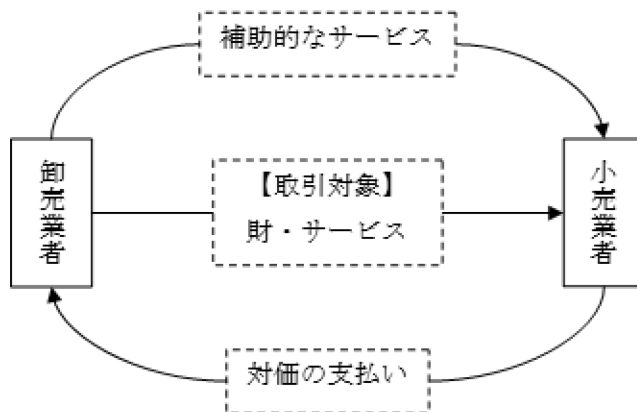 補助的なサービス
卸売業者
【取引対象】
財・サービス
小売業者
対価の支払い